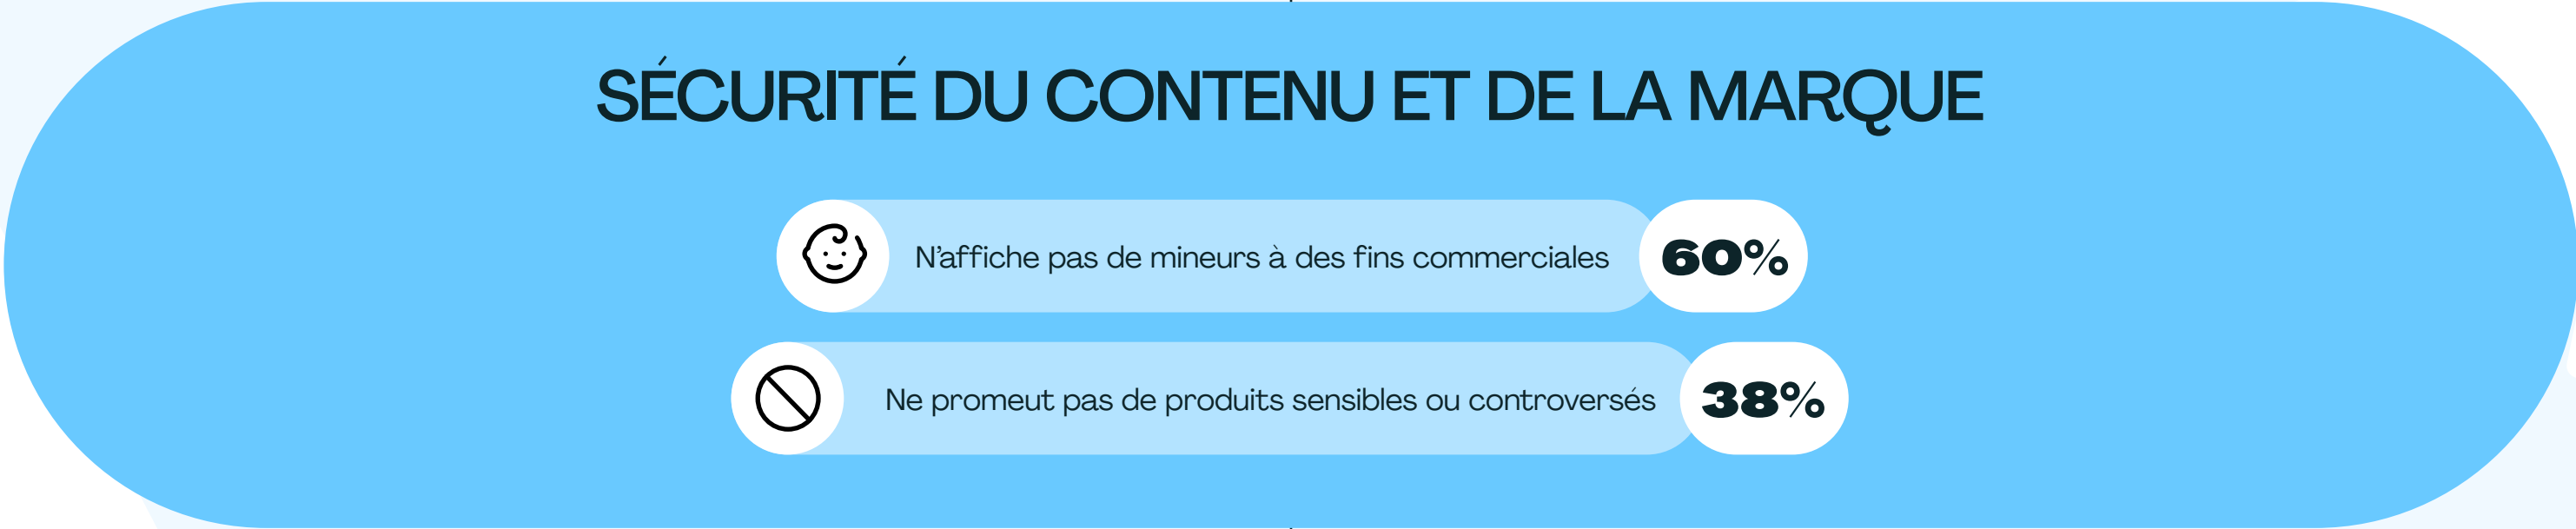 SÉCURITÉ DU CONTENU ET DE LA MARQUE
N’affiche pas de mineurs à des fins commerciales 60%
Ne promeut pas de produits sensibles ou controversés 38%